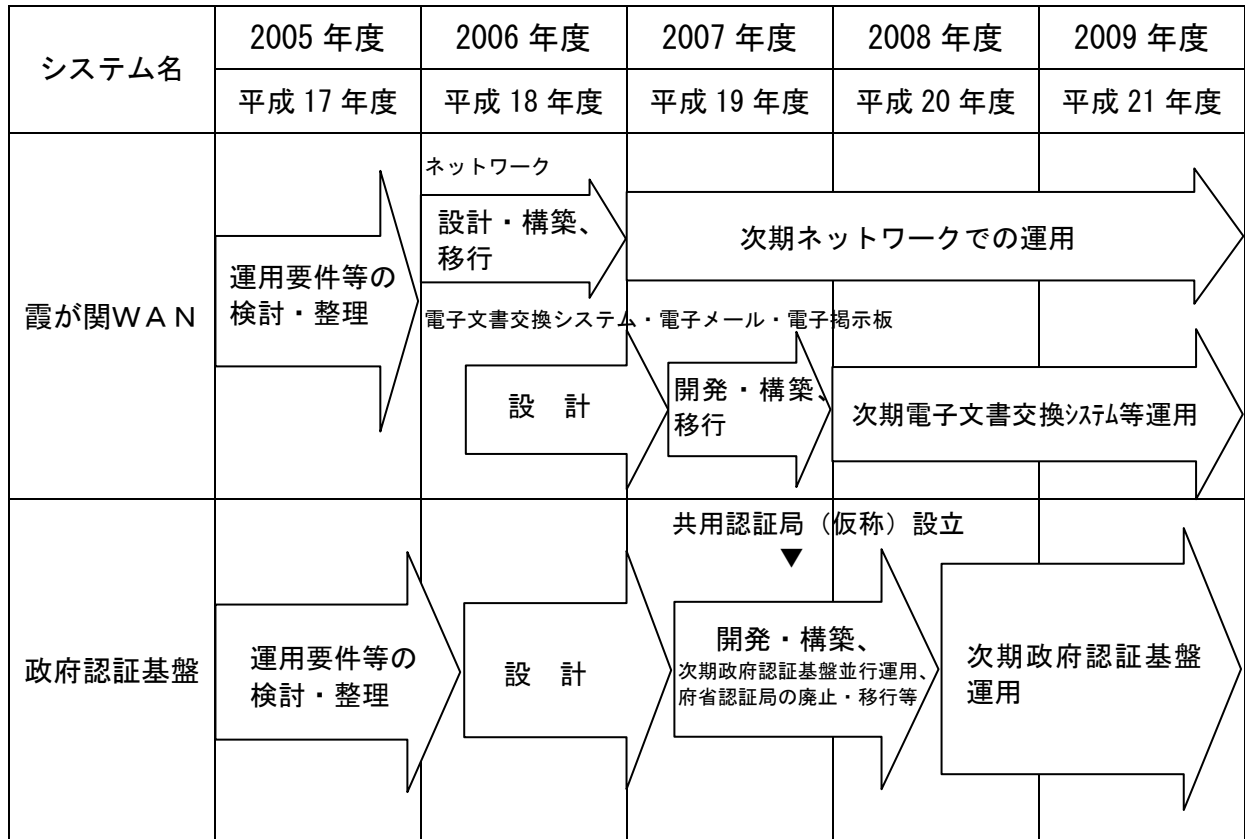 システム名
2005 年度
2006 年度
2007 年度
2008 年度
2009 年度
平成 17 年度
平成 18 年度
平成 19 年度
平成 20 年度
平成 21 年度
霞が関ＷＡＮ
運用要件等の
検討・整理
ネットワーク
設計・構築、
移行
次期ネットワークでの運用
電子文書交換システム・電子メール・電子掲示板
設　計
開発・構築、
移行
次期電子文書交換ｼｽﾃﾑ等運用
政府認証基盤
運用要件等の
検討・整理
設　計
共用認証局（仮称）設立
▼
開発・構築、
次期政府認証基盤並行運用、
府省認証局の廃止・移行等
次期政府認証基盤
運用